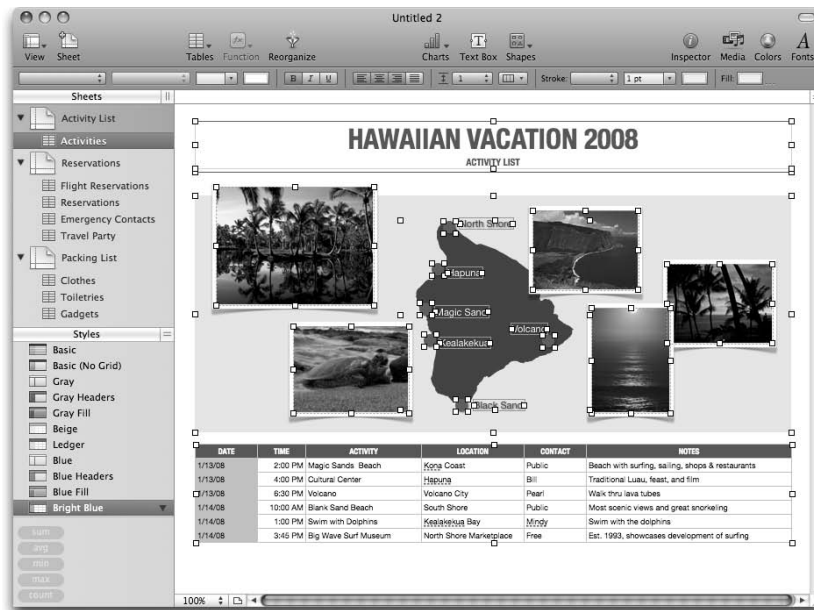 Untitled 2
View Sheet Tables Function Reorganize Charts Text Box Shapes Inspector Media Colors Fonts
B I U 1 Stroke: 1 pt Fill:
Sheets
Activity List
Activities
Reservations
Flight Reservations
Reservations
Emergency Contacts
Travel Party
Packing List
Clothes
Toiletries
Gadgets
Styles
Basic
Basic (No Grid)
Gray
Gray Headers
Gray Fill
Beige
Ledger
Blue
Blue Headers
Blue Fill
Bright Blue
sum
avg
min
max
count
HAWAIIAN VACATION 2008
ACTIVITY LIST
North Shore
Hapuna
Magic Sand
Volcano
Kealakekua
Black Sand
DATE TIME ACTIVITY LOCATION CONTACT NOTES
1/13/08 2:00 PM Magic Sands Beach Kona Coast Public Beach with surfing, sailing, shops & restaurants
1/13/08 4:00 PM Cultural Center Hapuna Bill Traditional Luau, feast, and film
1/13/08 6:30 PM Volcano Volcano City Pearl Walk thru lava tubes
1/14/08 10:00 AM Blank Sand Beach South Shore Public Most scenic views and great snorkeling
1/14/08 1:00 PM Swim with Dolphins Kealakekua Bay Mindy Swim with the dolphins
1/14/08 3:45 PM Big Wave Surf Museum North Shore Marketplace Free Est. 1993, showcases development of surfing
100%